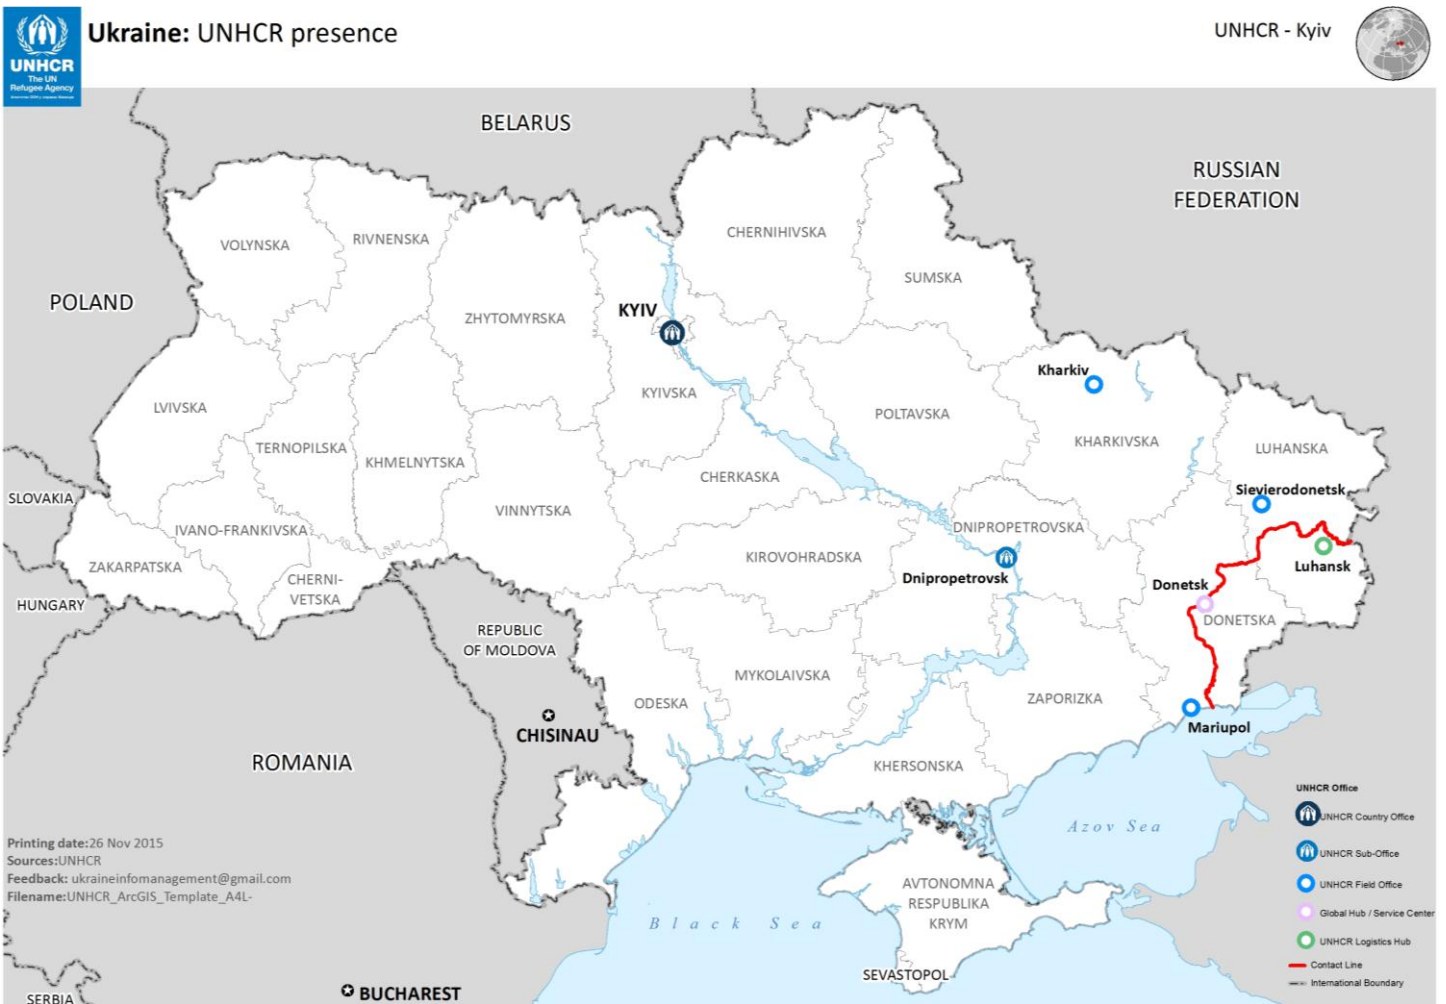 UNHCR
The UN
Refugee Agency
Ukraine: UNHCR presence
UNHCR - Kyiv
BELARUS
RUSSIAN
FEDERATION
POLAND
VOLYNSKA
RIVNENSKA
CHERNIHIVSKA
SUMSKA
ZHYTOMYRSKA
KYIV
KYIVSKA
Kharkiv
LVIVSKA
POLTAVSKA
KHARKIVSKA
TERNOPILSKA
KHMELNYTSKA
LUHANSKA
CHERKASKA
SLOVAKIA
Sievierodonetsk
VINNYTSKA
IVANO-FRANKIVSKA
DNIPROPETROVSKA
KIROVOHRADSKA
ZAKARPATSKA
CHERNI-
VETSKA
Dnipropetrovsk
Luhansk
Donetsk
HUNGARY
DONETSKA
REPUBLIC
OF MOLDOVA
MYKOLAIVSKA
ODESKA
ZAPORIZKA
CHISINAU
Mariupol
ROMANIA
KHERSONSKA
Azov Sea
Black Sea
AVTONOMNA
RESPUBLIKA
KRYM
SEVASTOPOL
BUCHAREST
SERBIA
Printing date:26 Nov 2015
Sources:UNHCR
Feedback: ukraineinfomanagement@gmail.com
Filename:UNHCR_ArcGIS_Template_A4L-
UNHCR Office
UNHCR Country Office
UNHCR Sub-Office
UNHCR Field Office
Global Hub / Service Center
UNHCR Logistics Hub
Contact Line
International Boundary